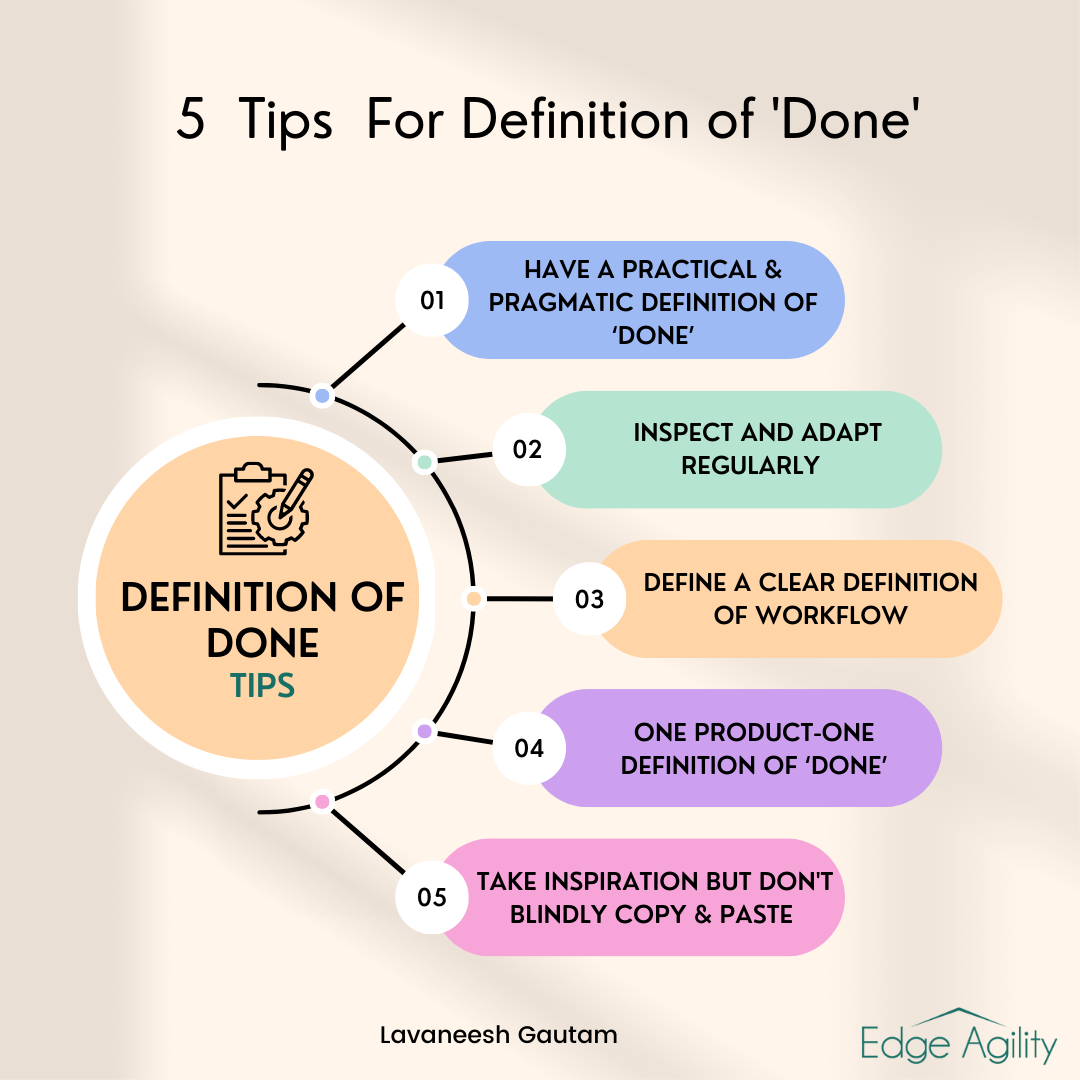 5 Tips For Definition of 'Done'
01
HAVE A PRACTICAL &
PRAGMATIC DEFINITION OF
‘DONE’
02
INSPECT AND ADAPT
REGULARLY
DEFINITION OF
DONE
TIPS
03
DEFINE A CLEAR DEFINITION
OF WORKFLOW
04
ONE PRODUCT-ONE
DEFINITION OF ‘DONE’
05
TAKE INSPIRATION BUT DON'T
BLINDLY COPY & PASTE
Lavaneesh Gautam
Edge Agility